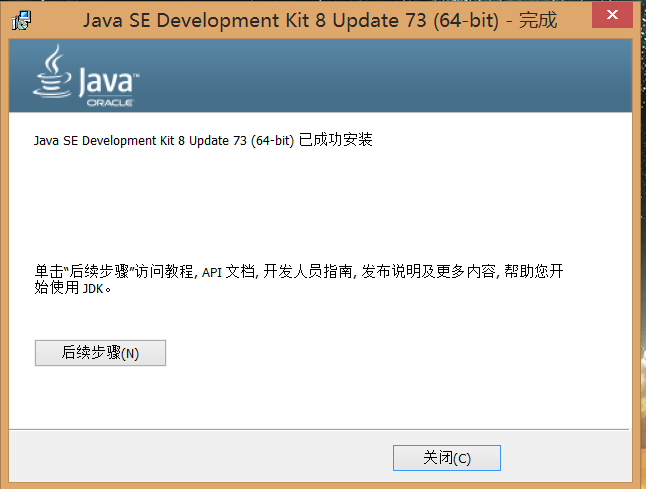 Java SE Development Kit 8 Update 73 (64-bit) - 完成
Java™
ORACLE
Java SE Development Kit 8 Update 73 (64-bit) 已成功安装
单击“后续步骤”访问教程, API 文档, 开发人员指南, 发布说明及更多内容, 帮助您开
始使用 JDK。
后续步骤(N)
关闭(C)